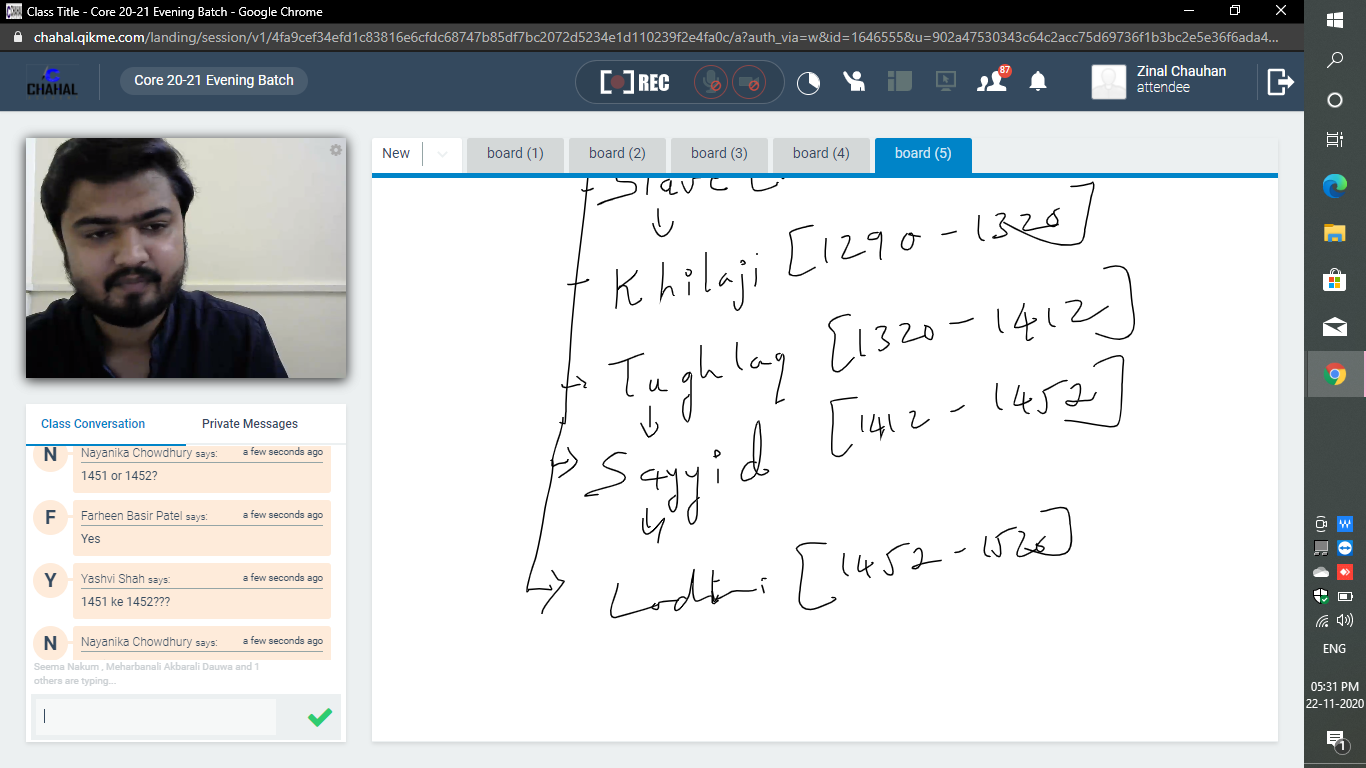 Class Title - Core 20-21 Evening Batch - Google Chrome
chahal.qikme.com/landing/session/v1/4fa9cef34efd1c83816e6cfdc68747b85df7bc2072d5234e1d110239f2e4fa0c/a?auth_via=w&id=1646555&u=902a47530343c64c2acc75d69736f1b3bc2e5e36f6ada4...
CHAHAL
Core 20-21 Evening Batch
REC
87
Zinal Chauhan
attendee
New
board (1)
board (2)
board (3)
board (4)
board (5)
Slave
Khilaji [1290 - 1320]
Tughlaq [1320 - 1412]
Sayyid [1412 - 1452]
[1452 - 1526]
Class Conversation
Private Messages
N
Nayanika Chowdhury says: a few seconds ago
1451 or 1452?
F
Farheen Basir Patel says: a few seconds ago
Yes
Y
Yashvi Shah says: a few seconds ago
1451 ke 1452???
N
Nayanika Chowdhury says: a few seconds ago
Seema Nakum , Meharbanali Akbarali Dauwa and 1
others are typing...
ENG
05:31 PM
22-11-2020
1